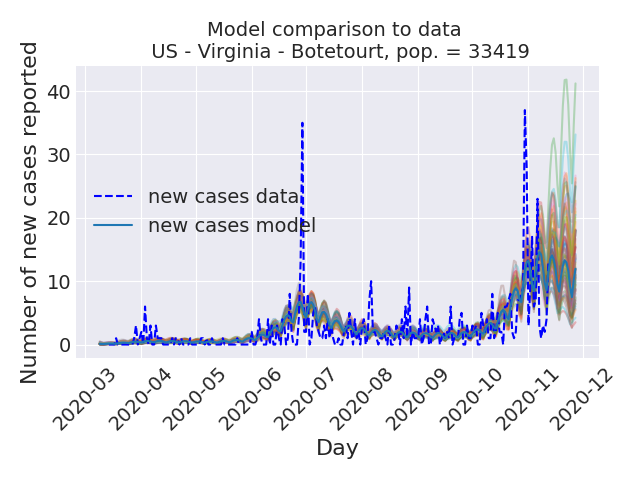 Model comparison to data
US - Virginia - Botetourt, pop. = 33419
Number of new cases reported
40
30
20
10
0
new cases data
new cases model
2020-03
2020-04
2020-05
2020-06
2020-07
2020-08
2020-09
2020-10
2020-11
2020-12
Day